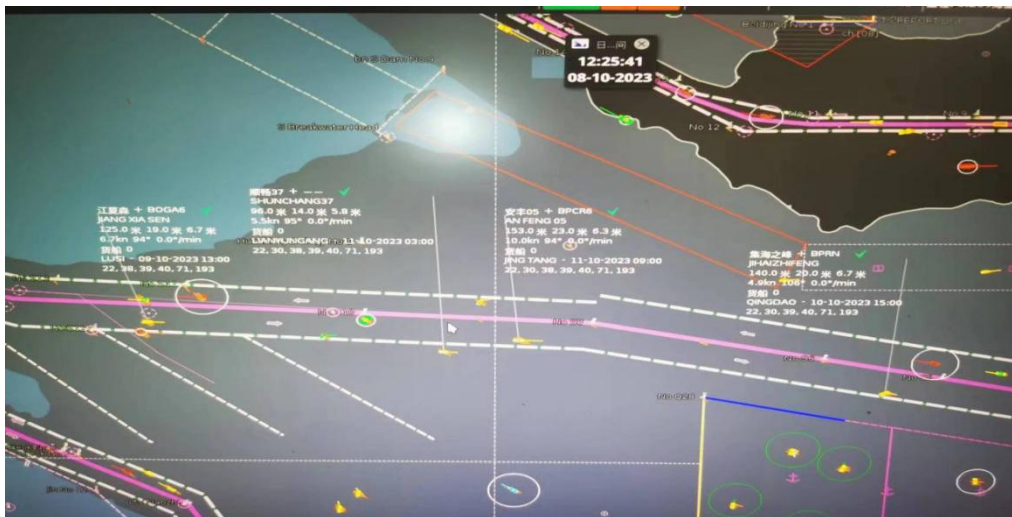 日...间
12:25:41
08-10-2023
ch[08]
S Breakwater Head
No 12
江夏森 + BOGA6
JIANG XIA SEN
125.0 米 19.0 米 6.7 米
6.7kn 94° 0.0°/min
货船 0
LUSI - 09-10-2023 13:00
22, 38, 39, 40, 71, 193
顺畅37 + --
SHUNCHANG37
96.0 米 14.0 米 5.8 米
5.5kn 95° 0.0°/min
货船 0
LIANYUNGANG - 11-10-2023 03:00
22, 30, 38, 39, 40, 71, 193
安丰05 + BPCR8
AN FENG 05
153.0 米 23.0 米 6.3 米
10.0kn 94° 0.0°/min
货船 0
JING TANG - 11-10-2023 09:00
22, 30, 39, 40, 71, 193
集海之峰 + BPRN
JIHAIZHIFENG
140.0 米 20.0 米 6.7 米
4.9kn 106° 0.0°/min
货船 0
QINGDAO - 10-10-2023 15:00
22, 30, 39, 40, 71, 193